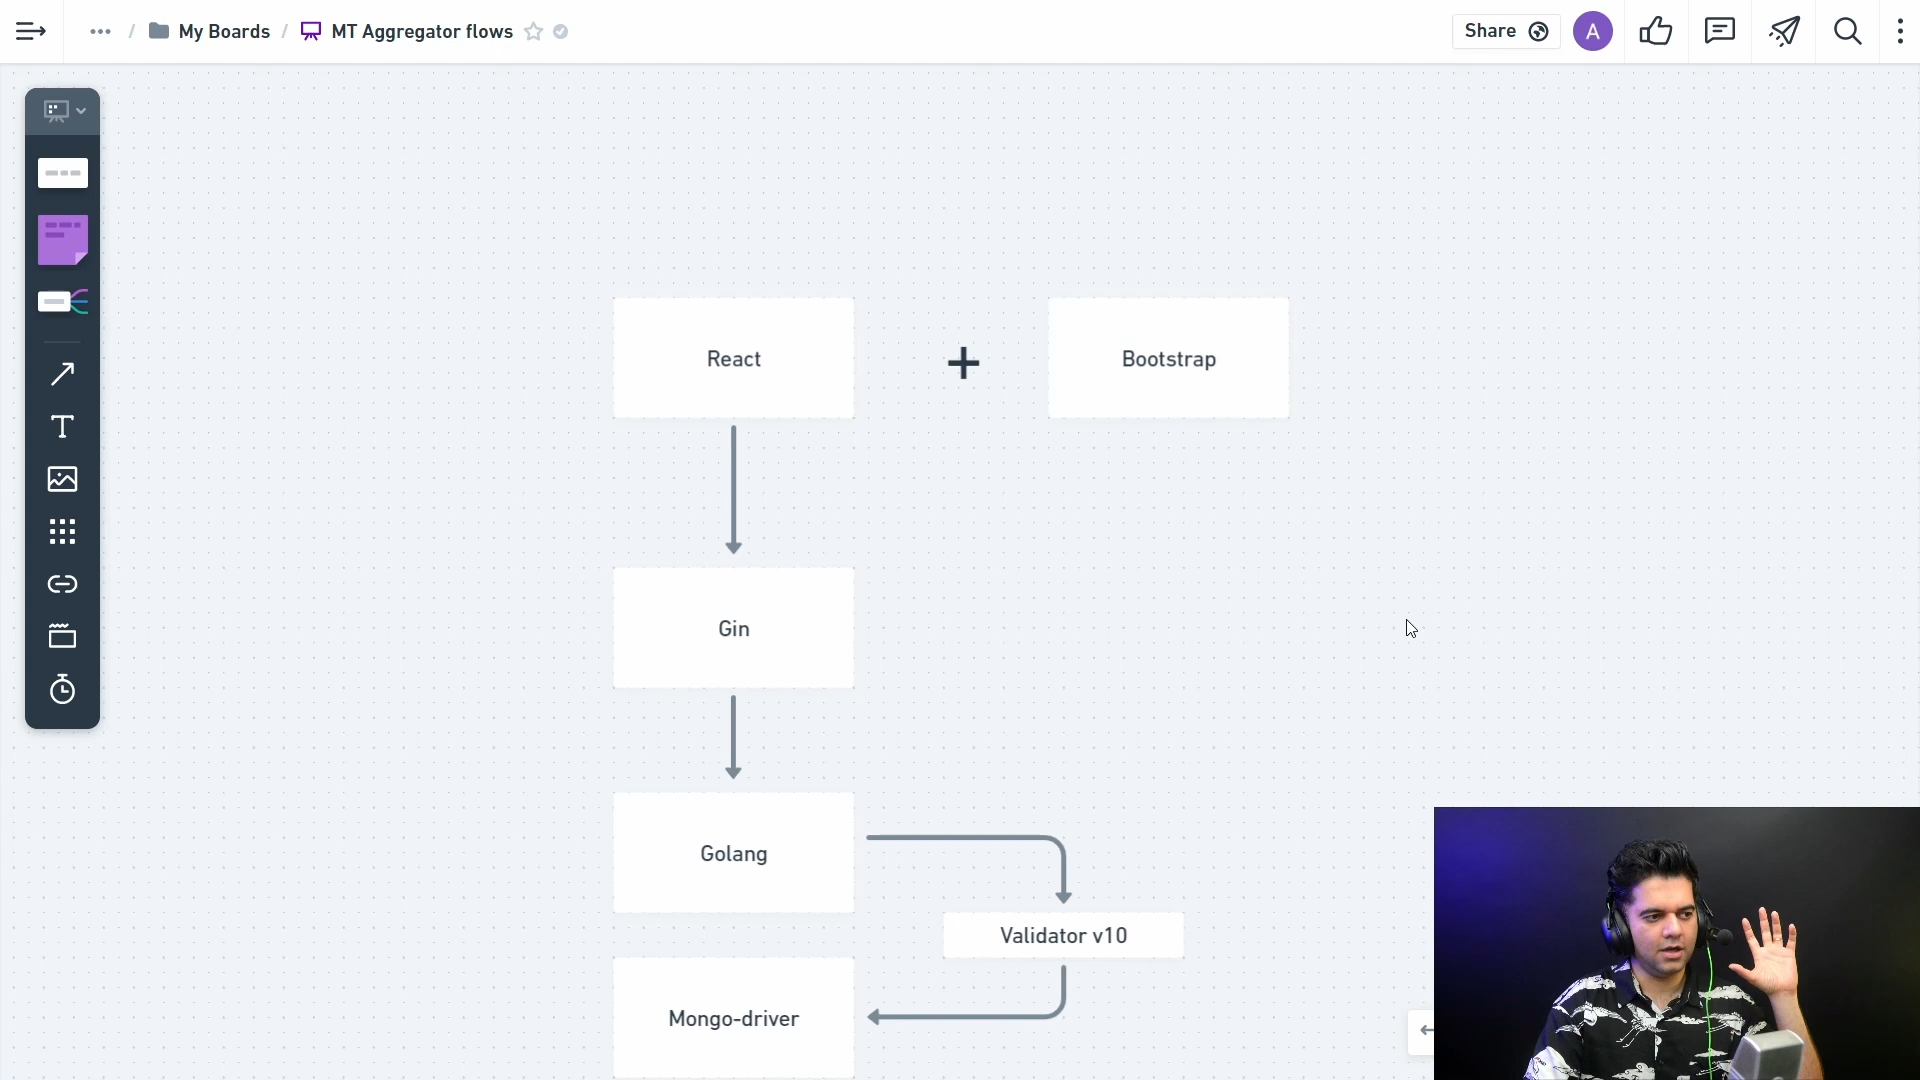 ... / My Boards / MT Aggregator flows
Share
A
React
+
Bootstrap
Gin
Golang
Validator v10
Mongo-driver